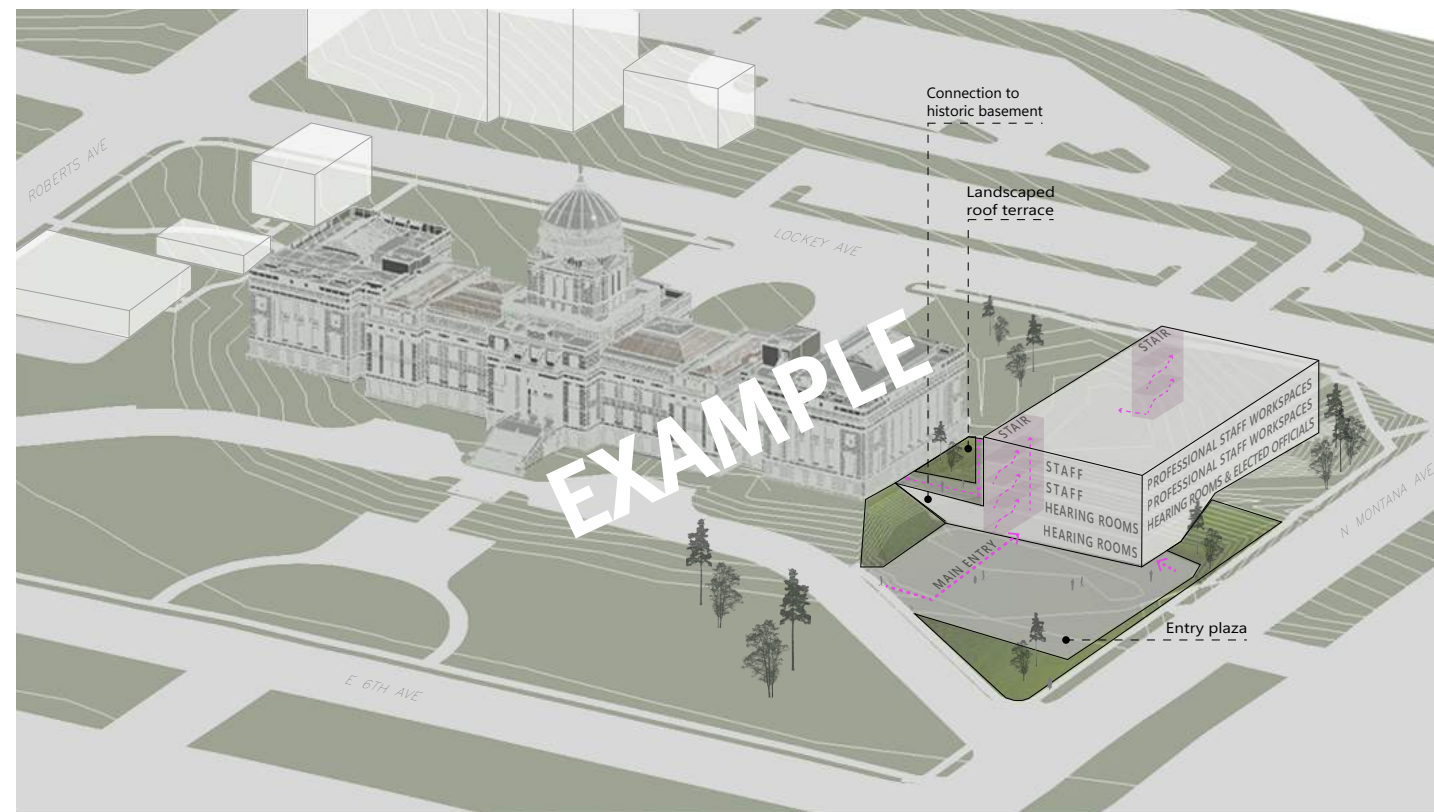 Connection to
historic basement
Landscaped
roof terrace
ROBERTS AVE
LOCKEY AVE
EXAMPLE
STAIR
STAIR
PROFESSIONAL STAFF WORKSPACES
PROFESSIONAL STAFF WORKSPACES
HEARING ROOMS & ELECTED OFFICIALS
STAFF
STAFF
HEARING ROOMS
HEARING ROOMS
MAIN ENTRY
N MONTANA AVE
Entry plaza
E 6TH AVE